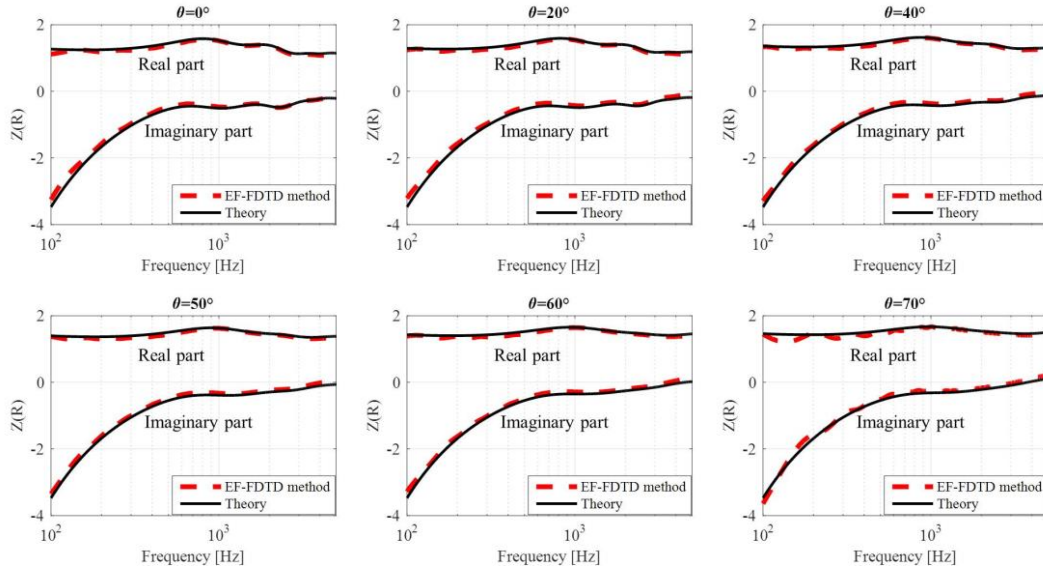 θ=0°
2
0
-2
-4
Z(R)
Real part
Imaginary part
EF-FDTD method
Theory
10²
10³
Frequency [Hz]
θ=20°
2
0
-2
-4
Z(R)
Real part
Imaginary part
EF-FDTD method
Theory
10²
10³
Frequency [Hz]
θ=40°
2
0
-2
-4
Z(R)
Real part
Imaginary part
EF-FDTD method
Theory
10²
10³
Frequency [Hz]
θ=50°
2
0
-2
-4
Z(R)
Real part
Imaginary part
EF-FDTD method
Theory
10²
10³
Frequency [Hz]
θ=60°
2
0
-2
-4
Z(R)
Real part
Imaginary part
EF-FDTD method
Theory
10²
10³
Frequency [Hz]
θ=70°
2
0
-2
-4
Z(R)
Real part
Imaginary part
EF-FDTD method
Theory
10²
10³
Frequency [Hz]